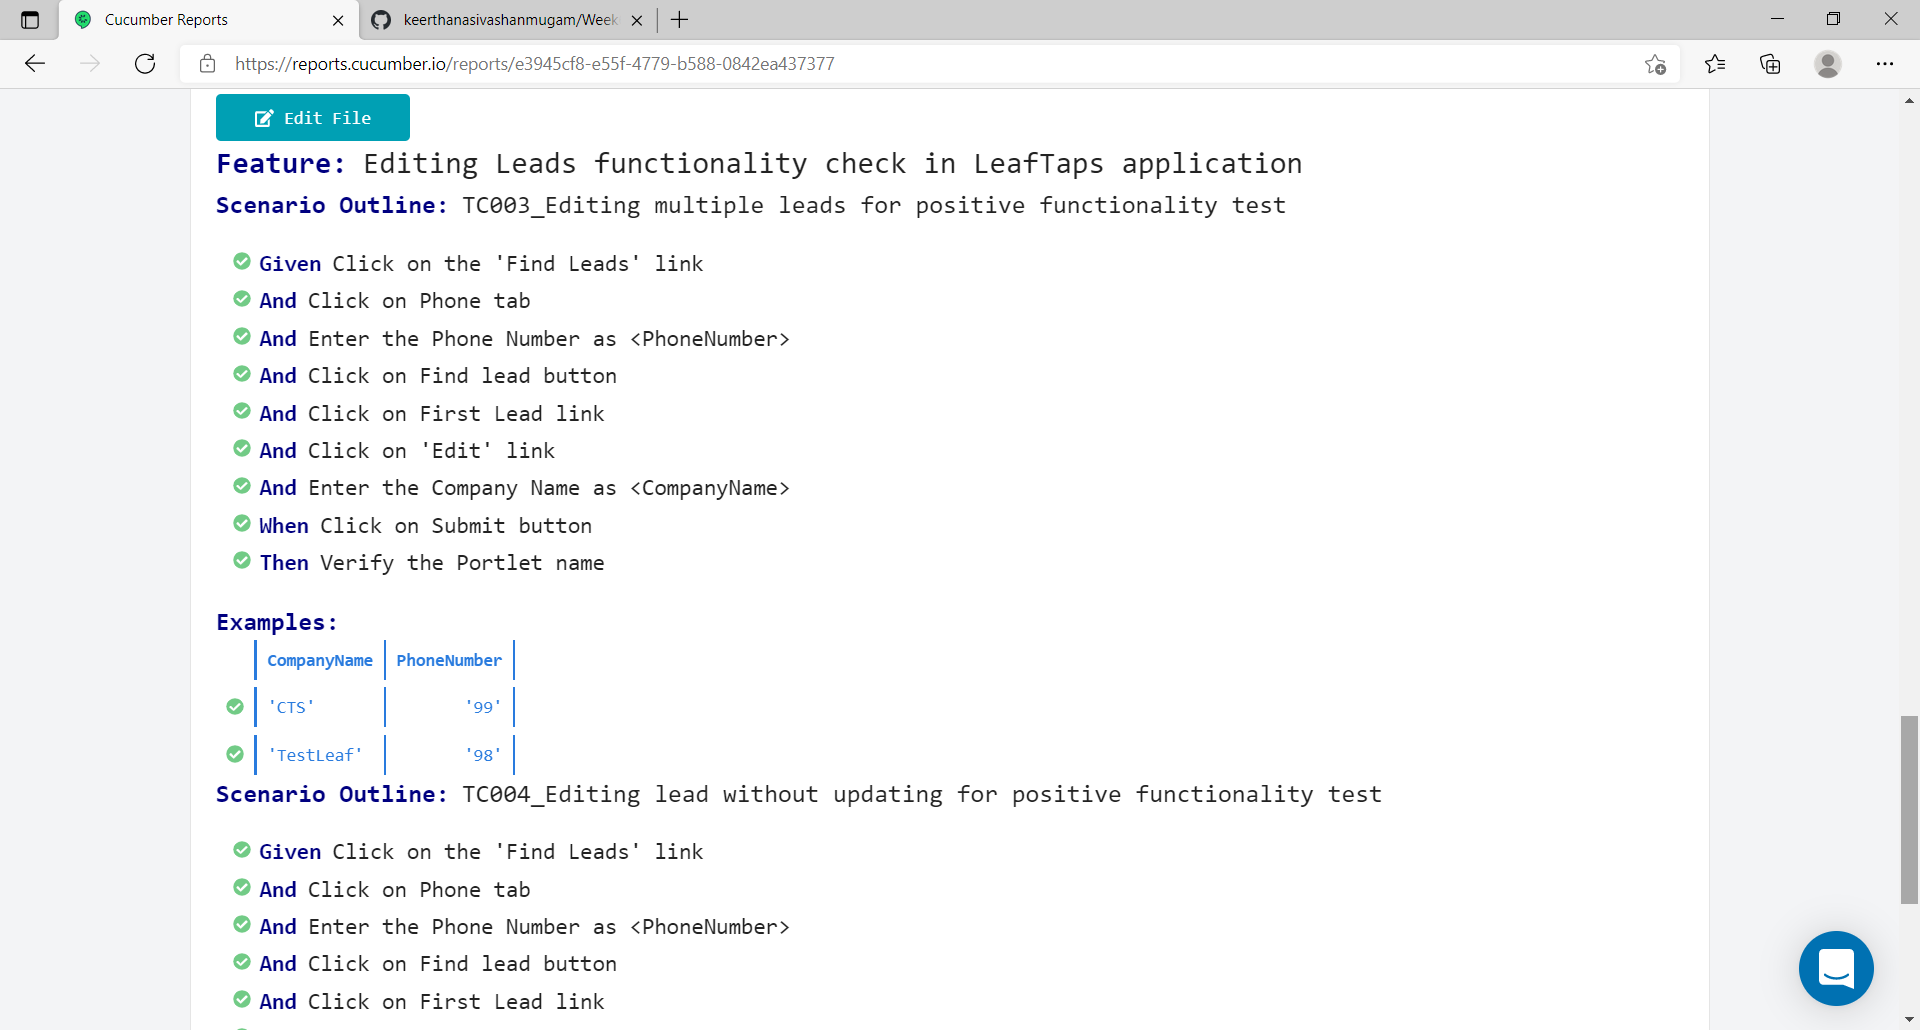 Cucumber Reports
keerthanasivashanmugam/Week
https://reports.cucumber.io/reports/e3945cf8-e55f-4779-b588-0842ea437377
Edit File
Feature: Editing Leads functionality check in LeafTaps application
Scenario Outline: TC003_Editing multiple leads for positive functionality test
Given Click on the 'Find Leads' link
And Click on Phone tab
And Enter the Phone Number as <PhoneNumber>
And Click on Find lead button
And Click on First Lead link
And Click on 'Edit' link
And Enter the Company Name as <CompanyName>
When Click on Submit button
Then Verify the Portlet name
Examples:
CompanyName PhoneNumber
'CTS' '99'
'TestLeaf' '98'
Scenario Outline: TC004_Editing lead without updating for positive functionality test
Given Click on the 'Find Leads' link
And Click on Phone tab
And Enter the Phone Number as <PhoneNumber>
And Click on Find lead button
And Click on First Lead link